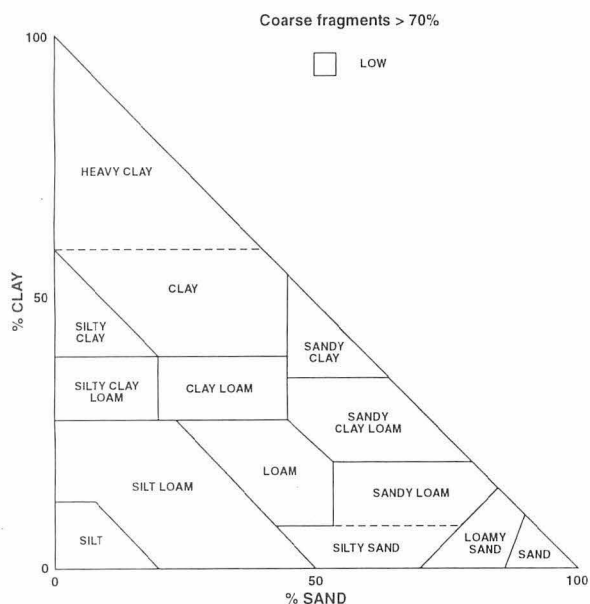 Coarse fragments > 70%
LOW
100
HEAVY CLAY
% CLAY
50
CLAY
SILTY
CLAY
SANDY
CLAY
SILTY CLAY
LOAM
CLAY LOAM
SANDY
CLAY LOAM
LOAM
SILT LOAM
SANDY LOAM
SILT
SILTY SAND
LOAMY
SAND
SAND
0
0
50
100
% SAND